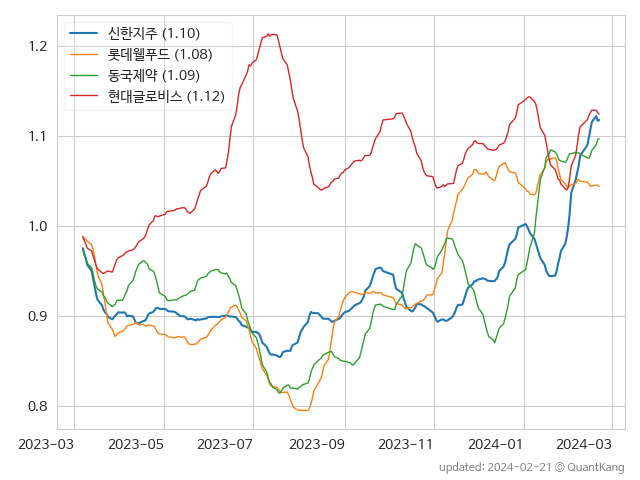 신한지주 (1.10)
롯데웰푸드 (1.08)
동국제약 (1.09)
현대글로비스 (1.12)
1.2
1.1
1.0
0.9
0.8
2023-03 2023-05 2023-07 2023-09 2023-11 2024-01 2024-03
updated: 2024-02-21 © QuantKang